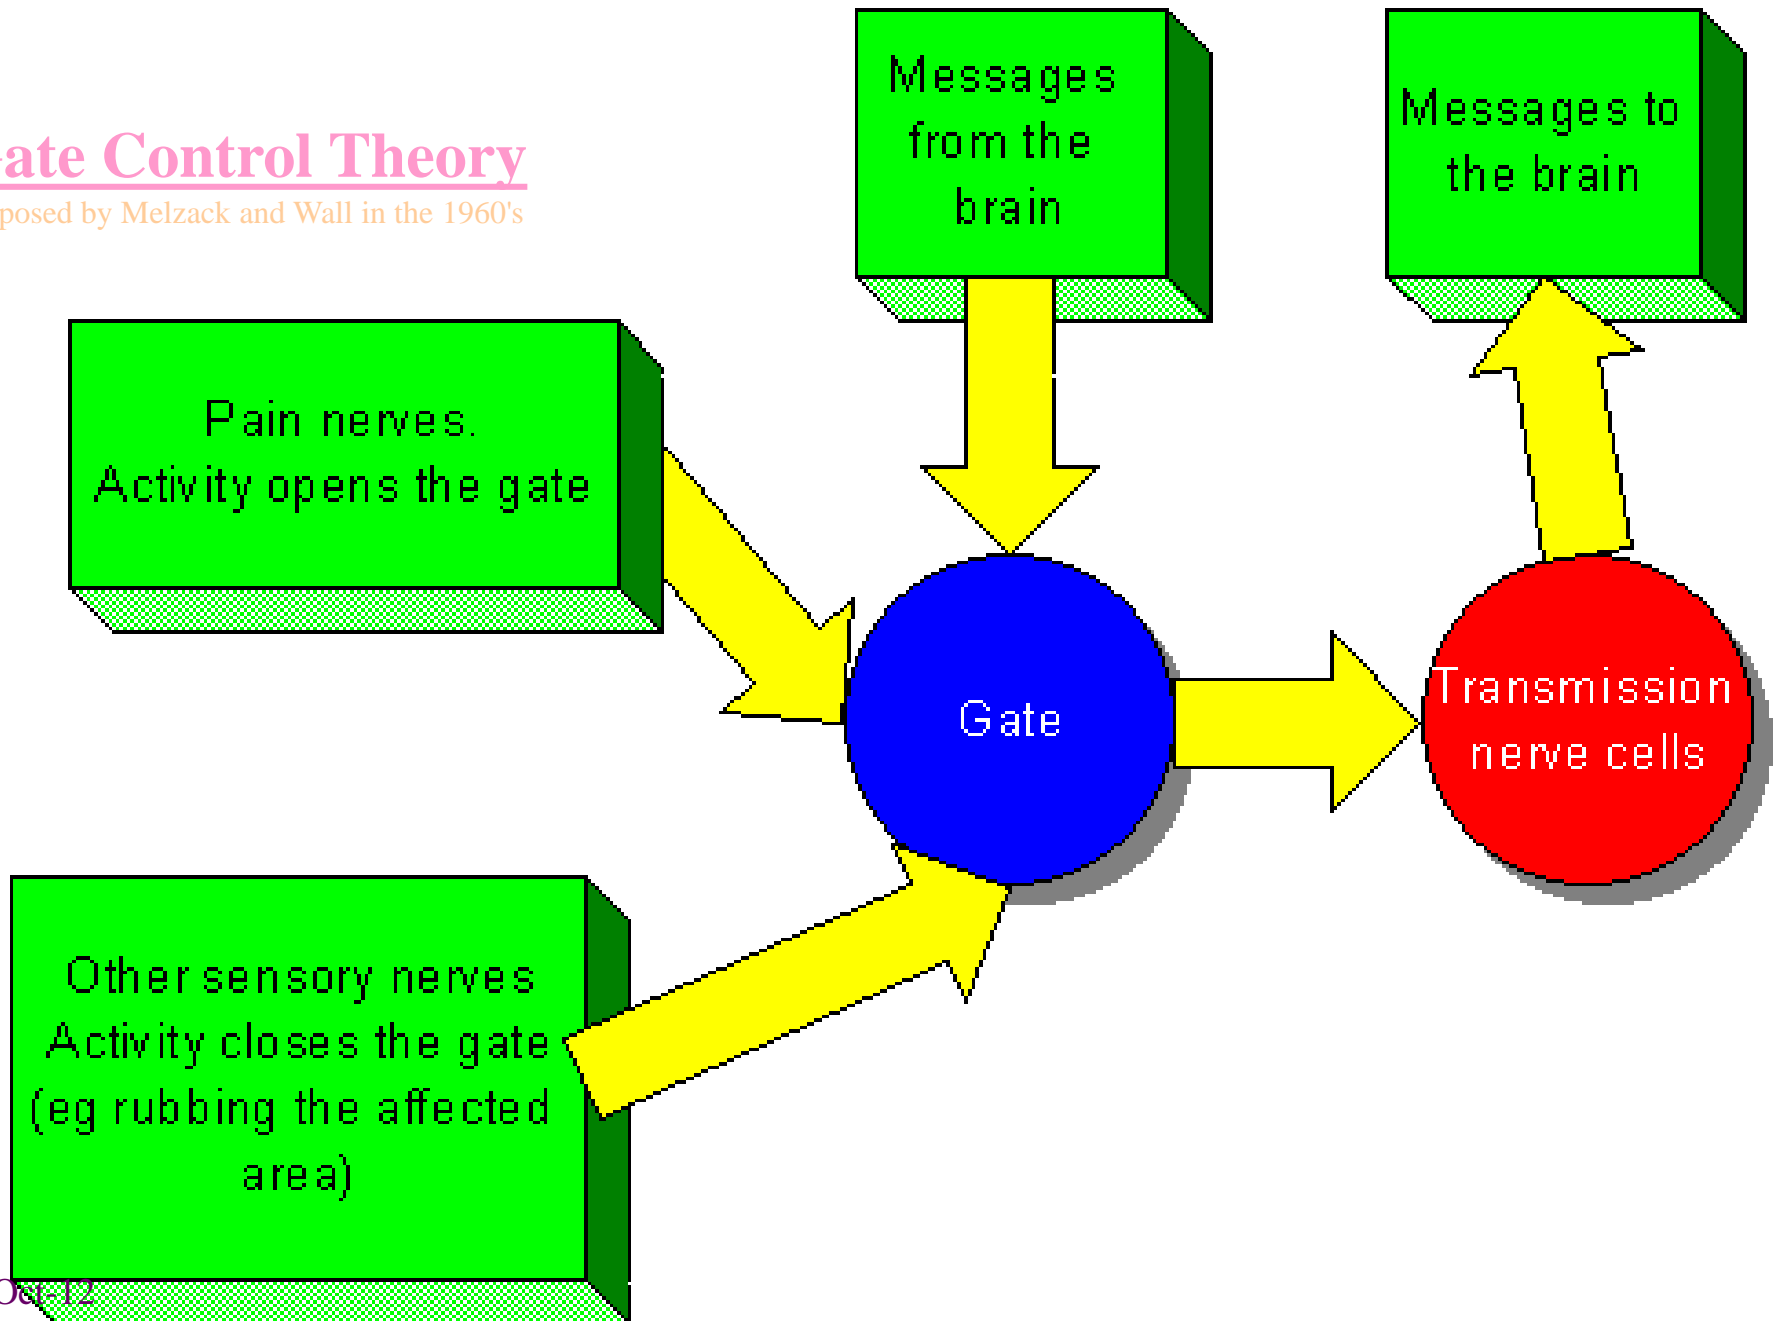 ate Control Theory
posed by Melzack and Wall in the 1960's
Messages
from the
brain
Messages to
the brain
Pain nerves.
Activity opens the gate
Gate
Transmission
nerve cells
Other sensory nerves
Activity closes the gate
(eg rubbing the affected
area)
Oct-12